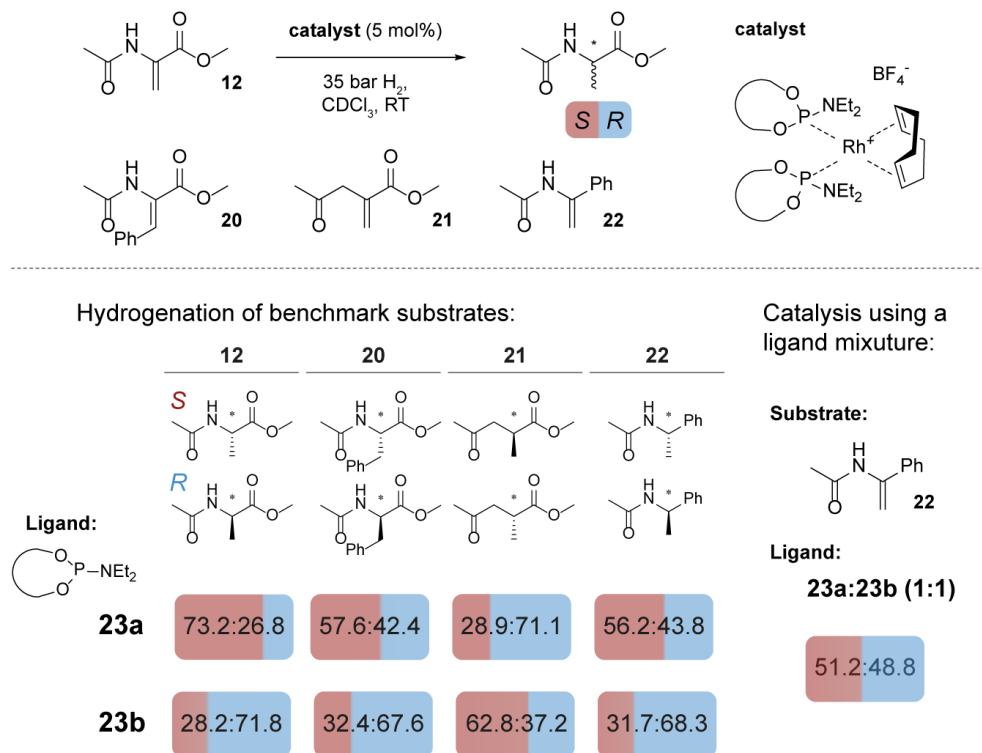 catalyst (5 mol%)
35 bar H₂,
CDCl₃, RT
H
N
O
O
O
12
H
N
*
O
O
O
S R
catalyst
BF₄⁻
O
P
NEt₂
O
Rh⁺
O
P
NEt₂
O
H
N
O
O
O
Ph
20
O
O
O
21
H
N
Ph
O
22
Hydrogenation of benchmark substrates:
Catalysis using a
ligand mixuture:
12 20 21 22
S
H
N
*
O
O
O
H
N
*
O
O
O
Ph
O
*
O
O
H
N
*
Ph
O
R
H
N
*
O
O
O
H
N
*
O
O
O
Ph
O
*
O
O
H
N
*
Ph
O
Substrate:
H
N
Ph
O
22
Ligand:
O
P
NEt₂
O
Ligand:
23a:23b (1:1)
51.2:48.8
23a 73.2:26.8 57.6:42.4 28.9:71.1 56.2:43.8
23b 28.2:71.8 32.4:67.6 62.8:37.2 31.7:68.3